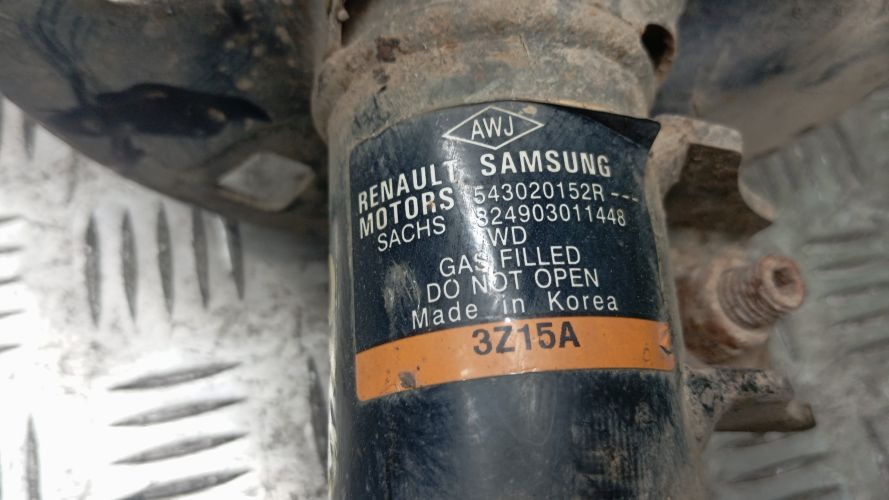 AWJ
RENAULT SAMSUNG
MOTORS 543020152R---
SACHS 824903011448
WD
GAS FILLED
DO NOT OPEN
Made in Korea
3Z15A